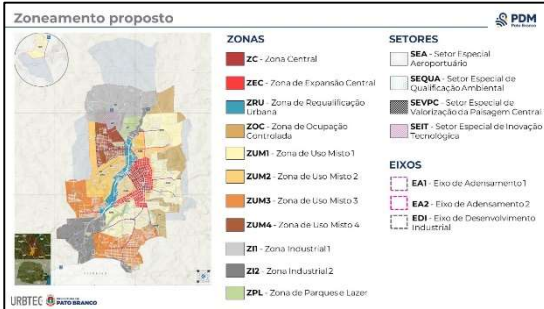 Zoneamento proposto
PDM
Pato Branco
ZONAS
ZC - Zona Central
ZEC - Zona de Expansão Central
ZRU - Zona de Requalificação
Urbana
ZOC - Zona de Ocupação
Controlada
ZUM1 - Zona de Uso Misto 1
ZUM2 - Zona de Uso Misto 2
ZUM3 - Zona de Uso Misto 3
ZUM4 - Zona de Uso Misto 4
ZI1 - Zona Industrial 1
ZI2 - Zona Industrial 2
ZPL - Zona de Parques e Lazer
SETORES
SEA - Setor Especial
Aeroportuário
SEQUA - Setor Especial de
Qualificação Ambiental
SEVPC - Setor Especial de
Valorização da Paisagem Central
SEIT - Setor Especial de Inovação
Tecnológica
EIXOS
EA1 - Eixo de Adensamento 1
EA2 - Eixo de Adensamento 2
EDI - Eixo de Desenvolvimento
Industrial
URBTEC
PATO BRANCO